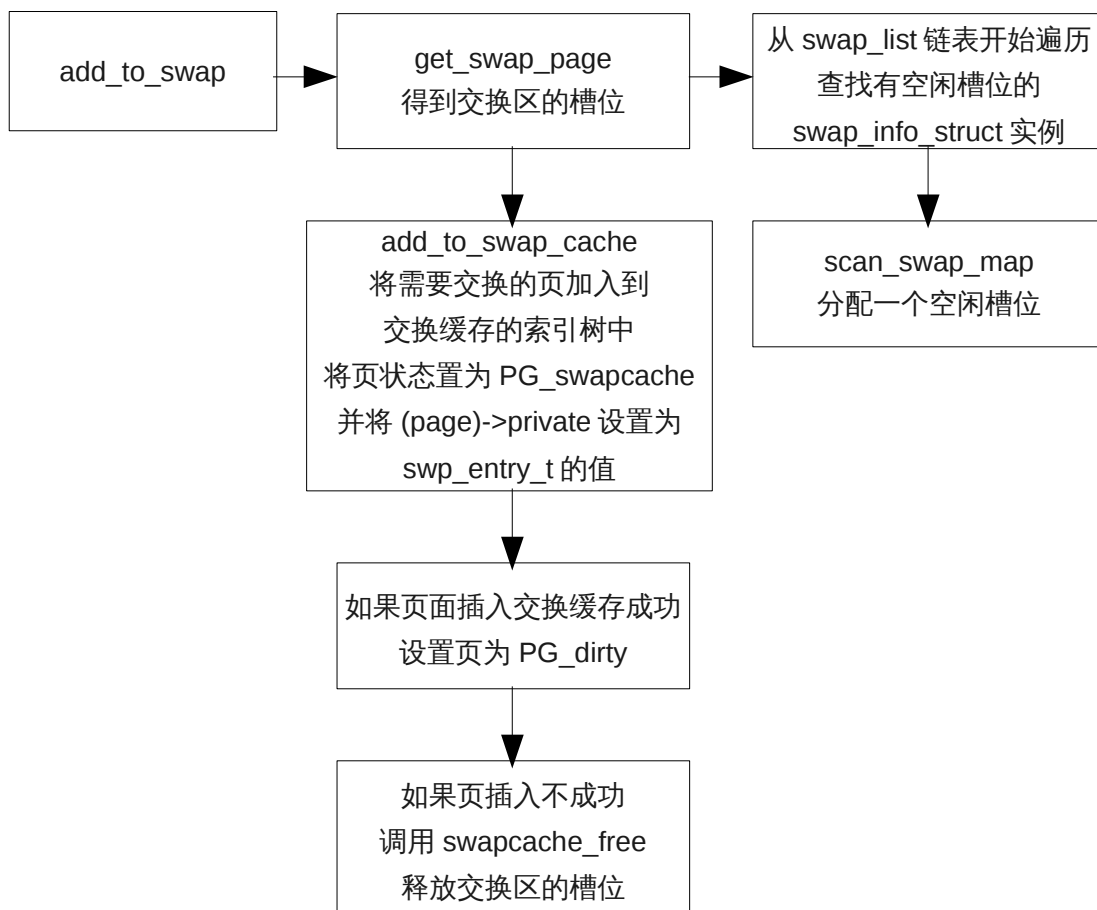 add_to_swap
get_swap_page
得到交换区的槽位
从 swap_list 链表开始遍历
查找有空闲槽位的
swap_info_struct 实例
add_to_swap_cache
将需要交换的页加入到
交换缓存的索引树中
将页状态置为 PG_swapcache
并将 (page)->private 设置为
swp_entry_t 的值
scan_swap_map
分配一个空闲槽位
如果页面插入交换缓存成功
设置页为 PG_dirty
如果页插入不成功
调用 swapcache_free
释放交换区的槽位